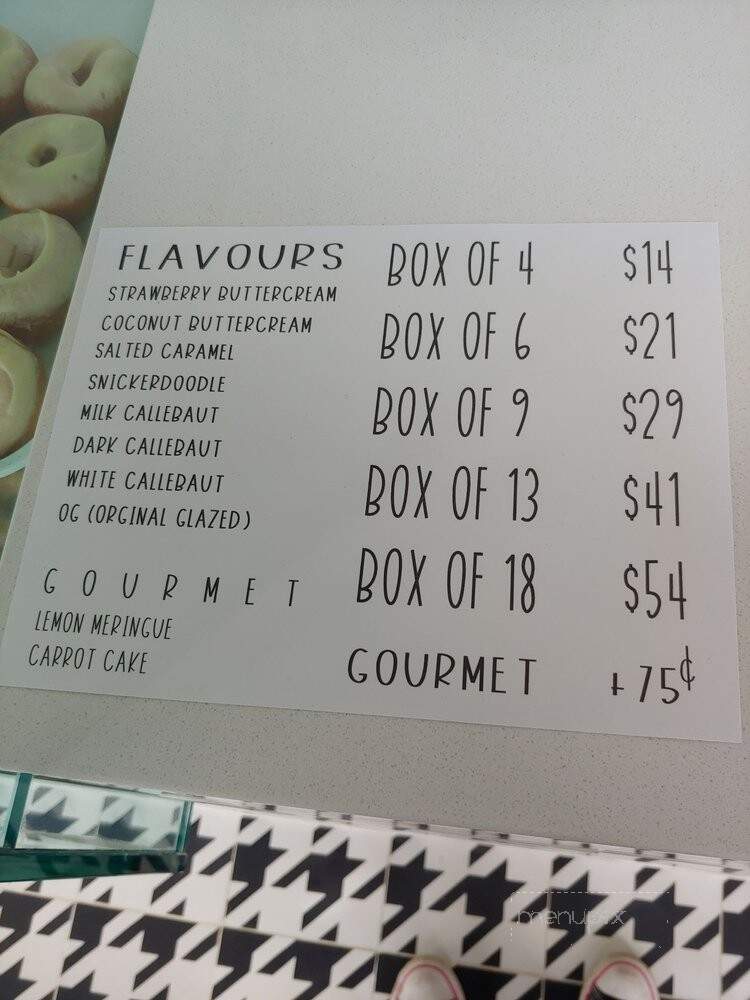 FLAVOURS
STRAWBERRY BUTTERCREAM
COCONUT BUTTERCREAM
SALTED CARAMEL
SNICKERDOODLE
MILK CALLEBAUT
DARK CALLEBAUT
WHITE CALLEBAUT
OG (ORGINAL GLAZED)
GOURMET
LEMON MERINGUE
CARROT CAKE
BOX OF 4 $14
BOX OF 6 $21
BOX OF 9 $29
BOX OF 13 $41
BOX OF 18 $54
GOURMET + 75¢
menupix